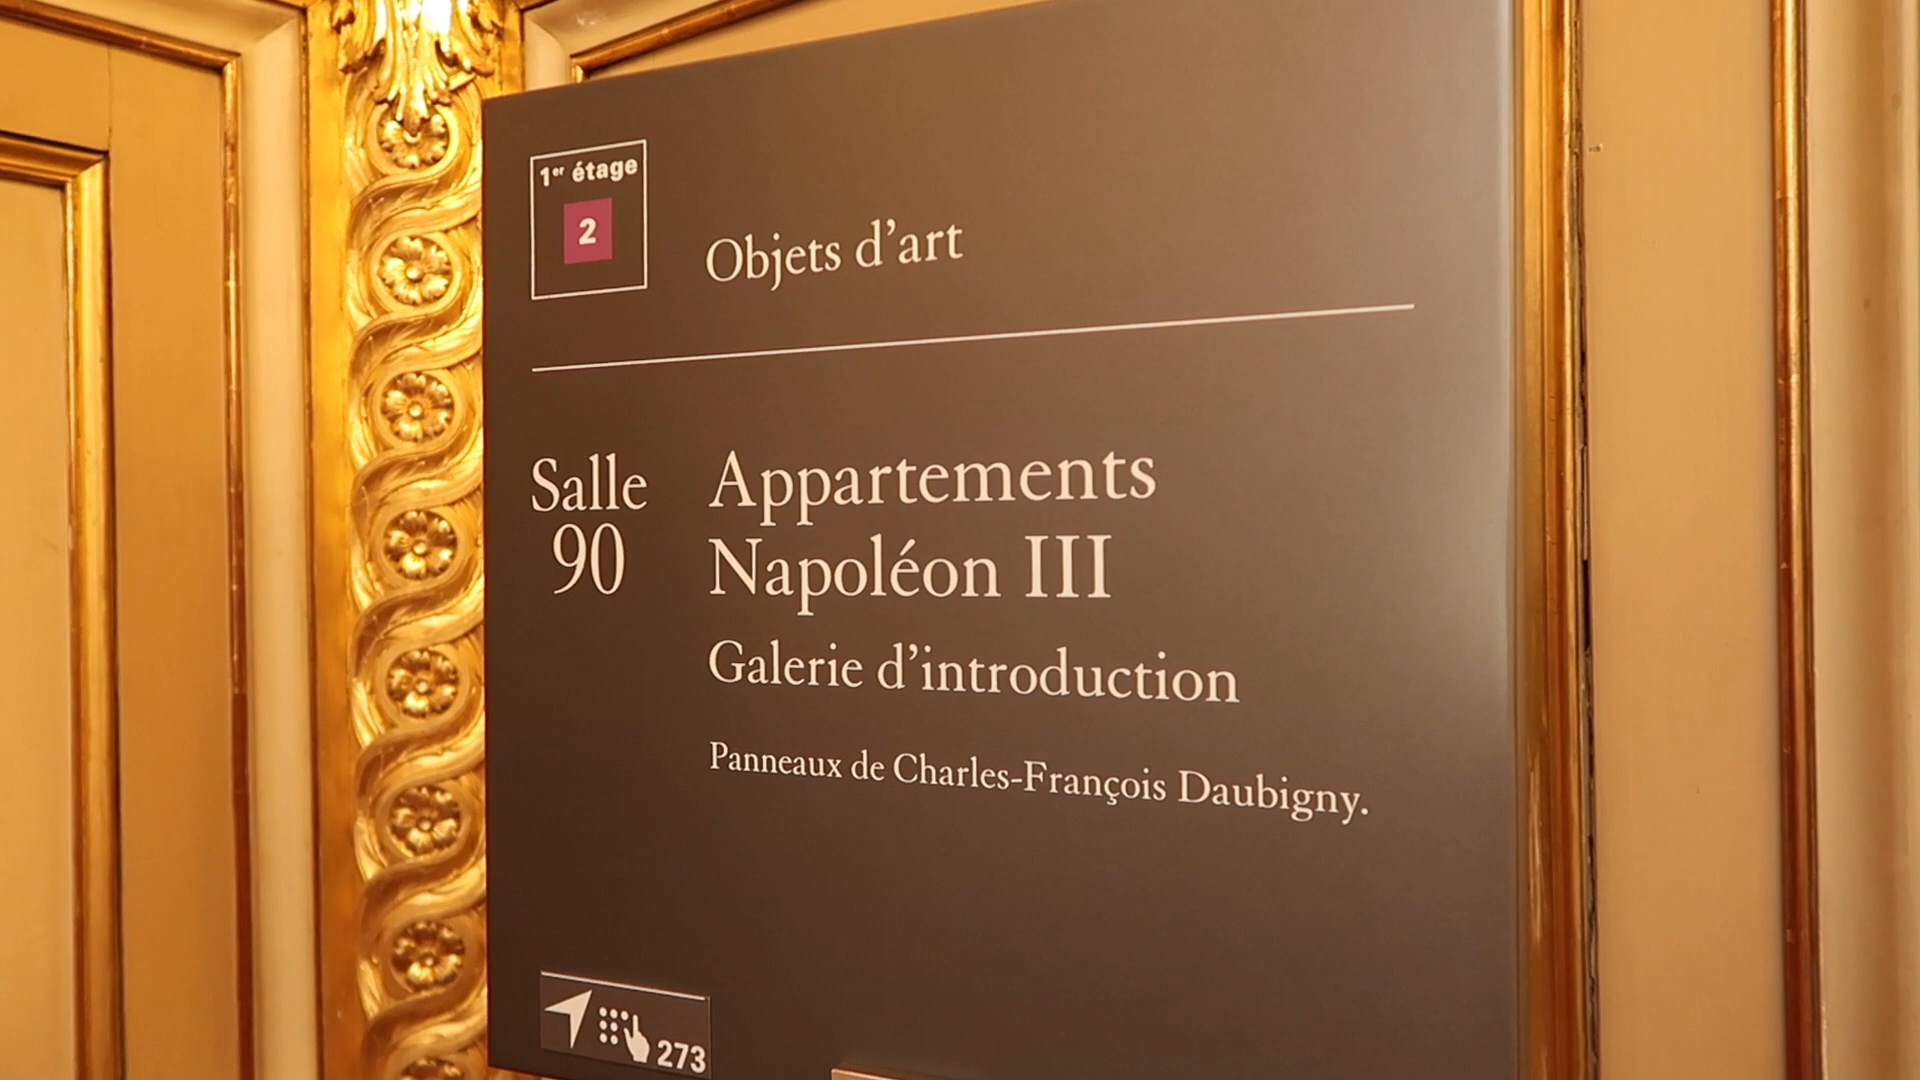 1er étage
2
Objets d’art
Salle
90
Appartements
Napoléon III
Galerie d’introduction
Panneaux de Charles-François Daubigny.
273